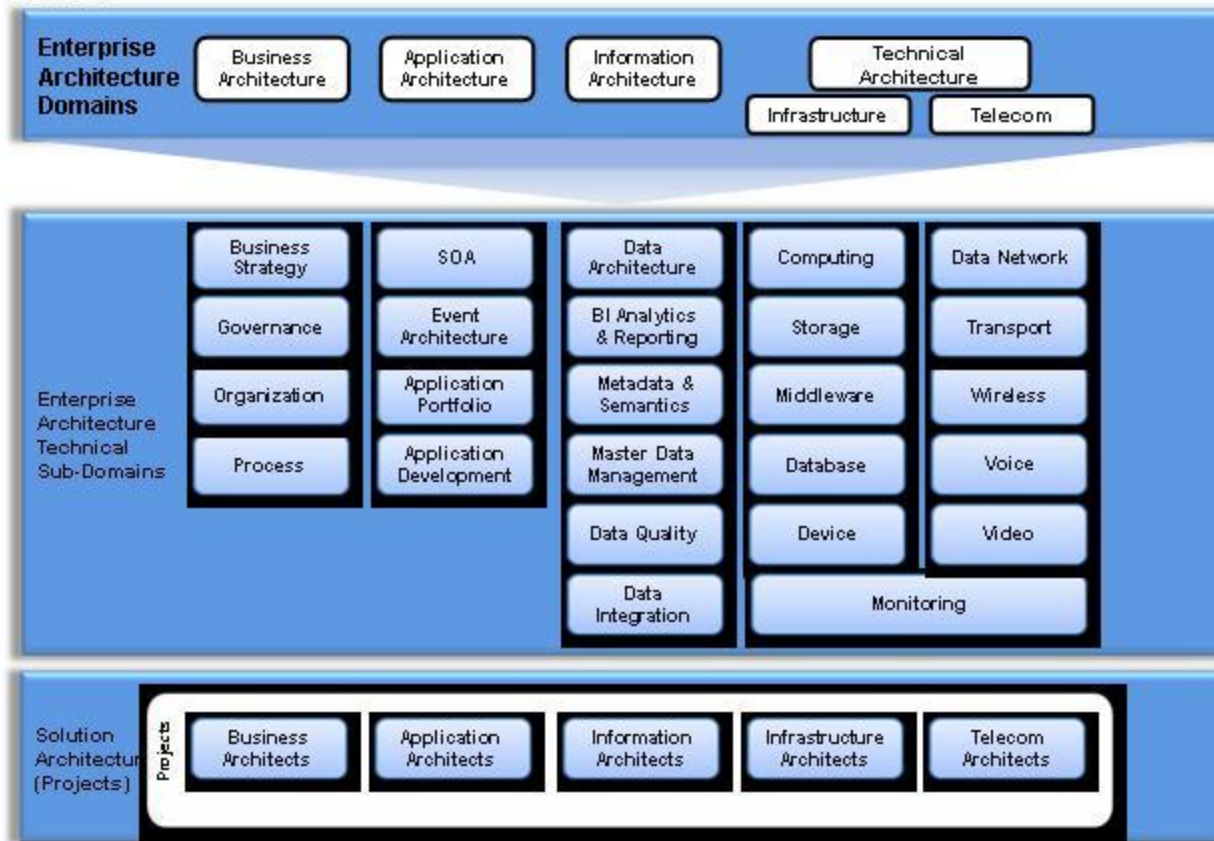 Enterprise
Architecture
Domains
Business
Architecture
Application
Architecture
Information
Architecture
Technical
Architecture
Infrastructure
Telecom
Enterprise
Architecture
Technical
Sub-Domains
Business
Strategy
Governance
Organization
Process
SOA
Event
Architecture
Application
Portfolio
Application
Development
Data
Architecture
BI Analytics
& Reporting
Metadata &
Semantics
Master Data
Management
Data Quality
Data
Integration
Computing
Storage
Middleware
Database
Device
Data Network
Transport
Wireless
Voice
Video
Monitoring
Solution
Architectur
(Projects)
Projects
Business
Architects
Application
Architects
Information
Architects
Infrastructure
Architects
Telecom
Architects